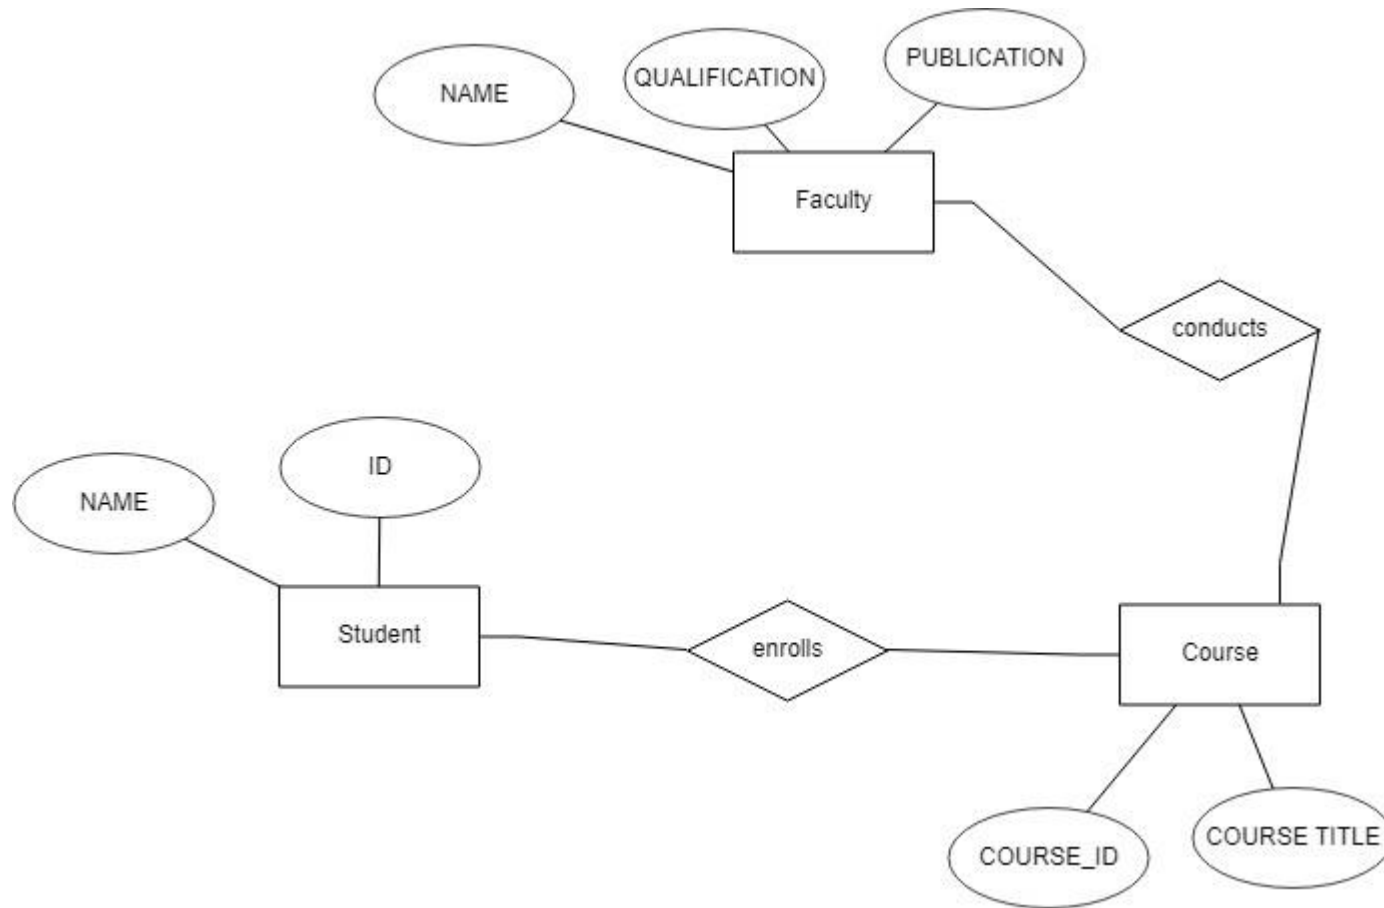 PUBLICATION
QUALIFICATION
NAME
Faculty
conducts
ID
NAME
Student
enrolls
Course
COURSE_ID
COURSE TITLE